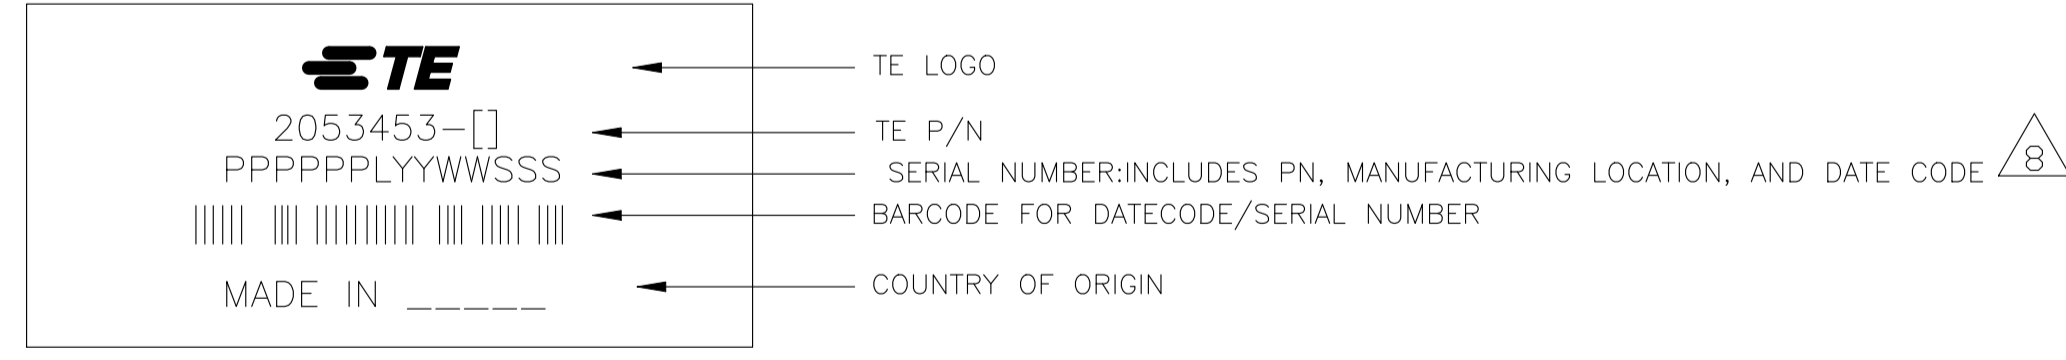 TE
TE LOGO
2053453-[]
TE P/N
PPPPPPLYYWWSSS
SERIAL NUMBER:INCLUDES PN, MANUFACTURING LOCATION, AND DATE CODE
8
BARCODE FOR DATECODE/SERIAL NUMBER
MADE IN _____
COUNTRY OF ORIGIN